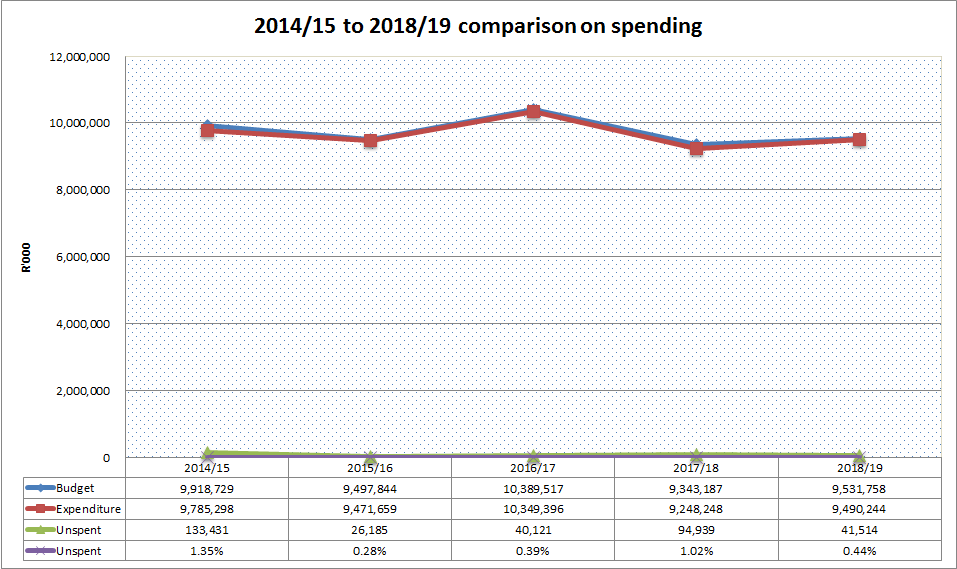 2014/15 to 2018/19 comparison on spending
12,000,000
10,000,000
8,000,000
6,000,000
4,000,000
2,000,000
0
R'000
2014/15 2015/16 2016/17 2017/18 2018/19
Budget 9,918,729 9,497,844 10,389,517 9,343,187 9,531,758
Expenditure 9,785,298 9,471,659 10,349,396 9,248,248 9,490,244
Unspent 133,431 26,185 40,121 94,939 41,514
Unspent 1.35% 0.28% 0.39% 1.02% 0.44%